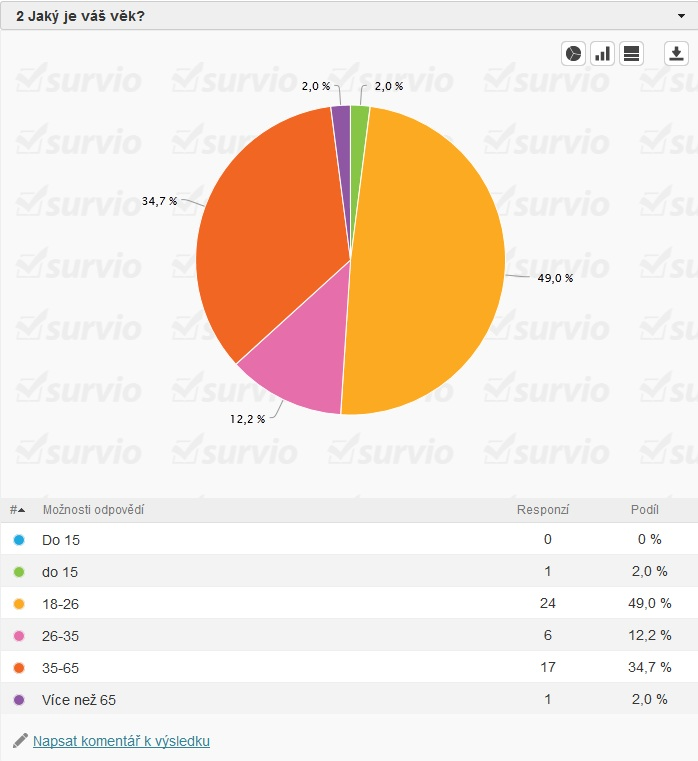 2 Jaký je váš věk?
2,0 %
2,0 %
34,7 %
49,0 %
12,2 %
# Možnosti odpovědí Responzí Podíl
Do 15 0 0 %
do 15 1 2,0 %
18-26 24 49,0 %
26-35 6 12,2 %
35-65 17 34,7 %
Více než 65 1 2,0 %
Napsat komentář k výsledku
survio